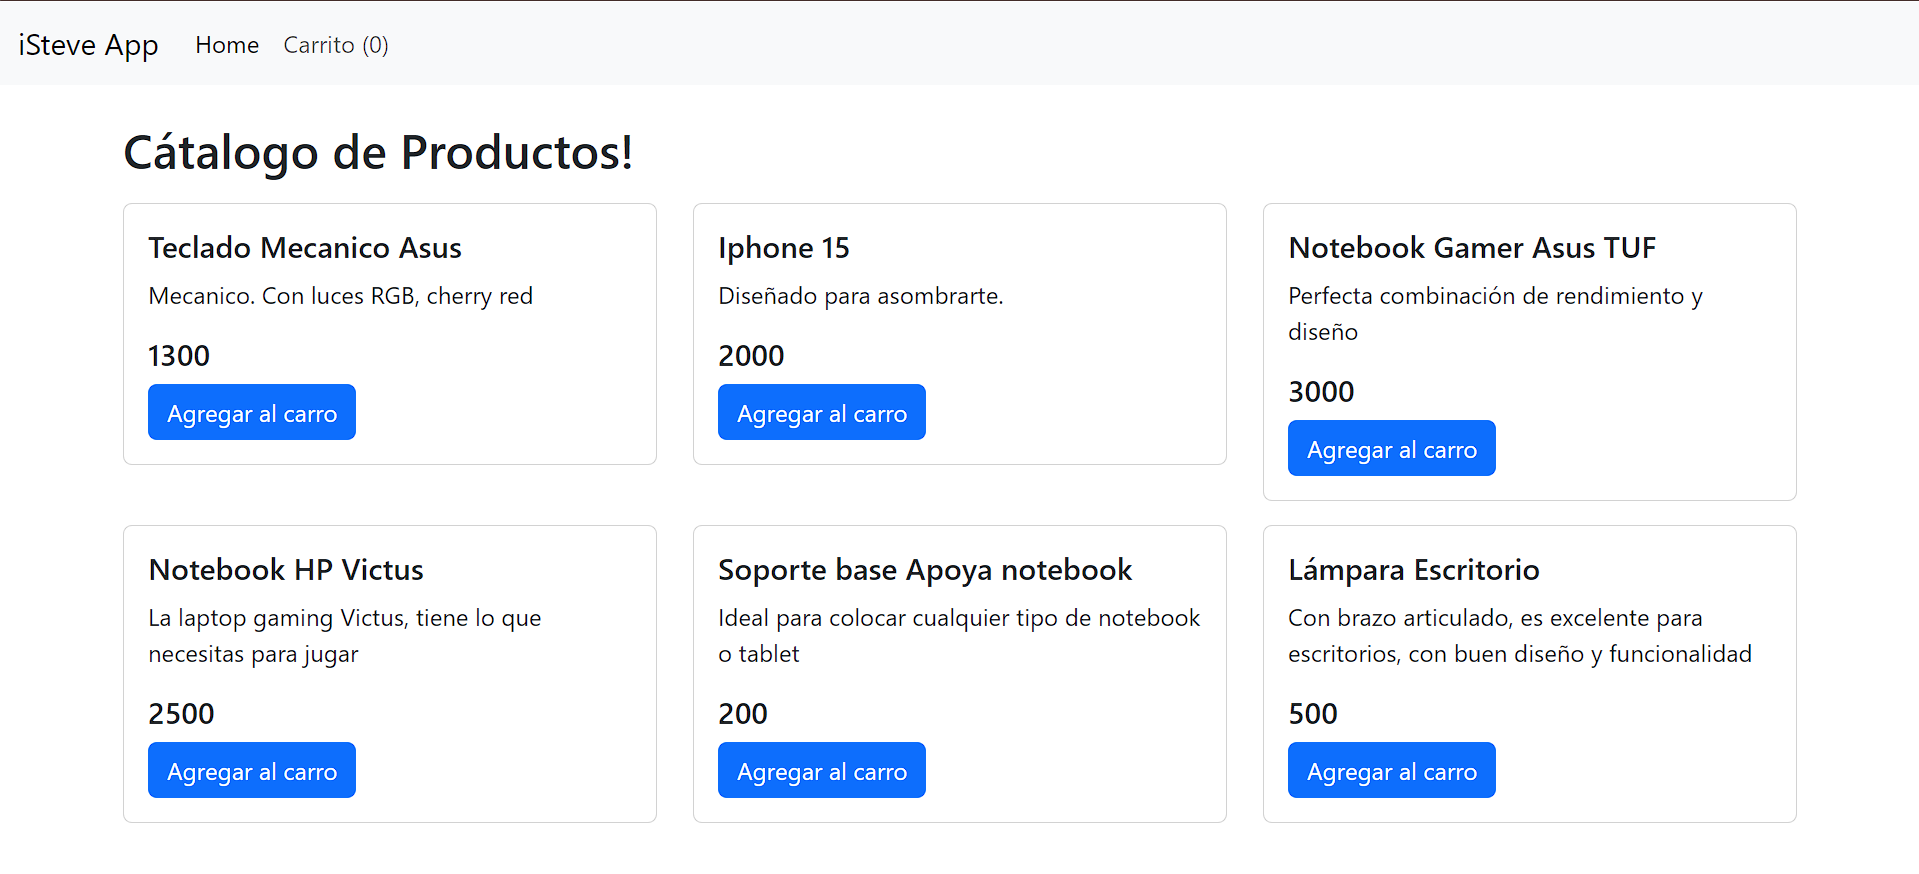 iSteve App Home Carrito (0)
Cátalogo de Productos!
Teclado Mecanico Asus
Mecanico. Con luces RGB, cherry red
1300
Agregar al carro
Iphone 15
Diseñado para asombrarte.
2000
Agregar al carro
Notebook Gamer Asus TUF
Perfecta combinación de rendimiento y
diseño
3000
Agregar al carro
Notebook HP Victus
La laptop gaming Victus, tiene lo que
necesitas para jugar
2500
Agregar al carro
Soporte base Apoya notebook
Ideal para colocar cualquier tipo de notebook
o tablet
200
Agregar al carro
Lámpara Escritorio
Con brazo articulado, es excelente para
escritorios, con buen diseño y funcionalidad
500
Agregar al carro